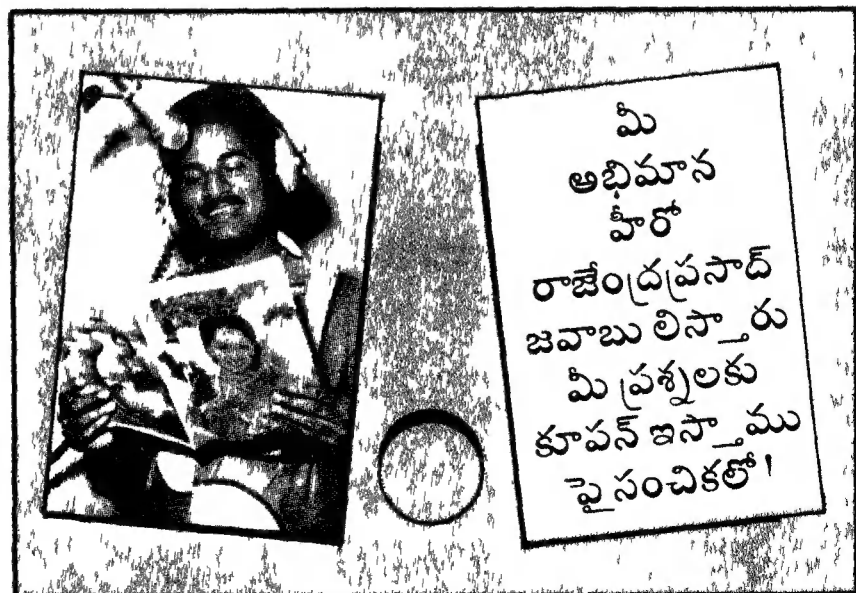 మీ
అభిమాన
హీరో
రాజేంద్రప్రసాద్
జవాబు లిస్తారు
మీ ప్రశ్నలకు
కూపన్ ఇస్తాము
పై సంచికలో!